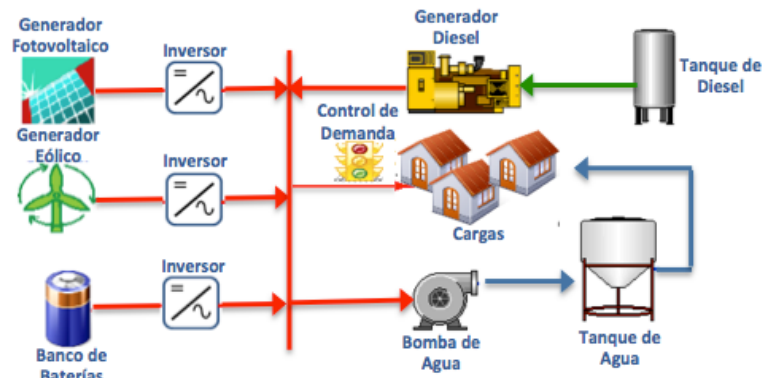 Generador
Fotovoltaico
Inversor
Generador
Diesel
Tanque de
Diesel
Control de
Demanda
Generador
Eólico
Inversor
Cargas
Inversor
Banco de
Baterías
Bomba de
Agua
Tanque de
Agua